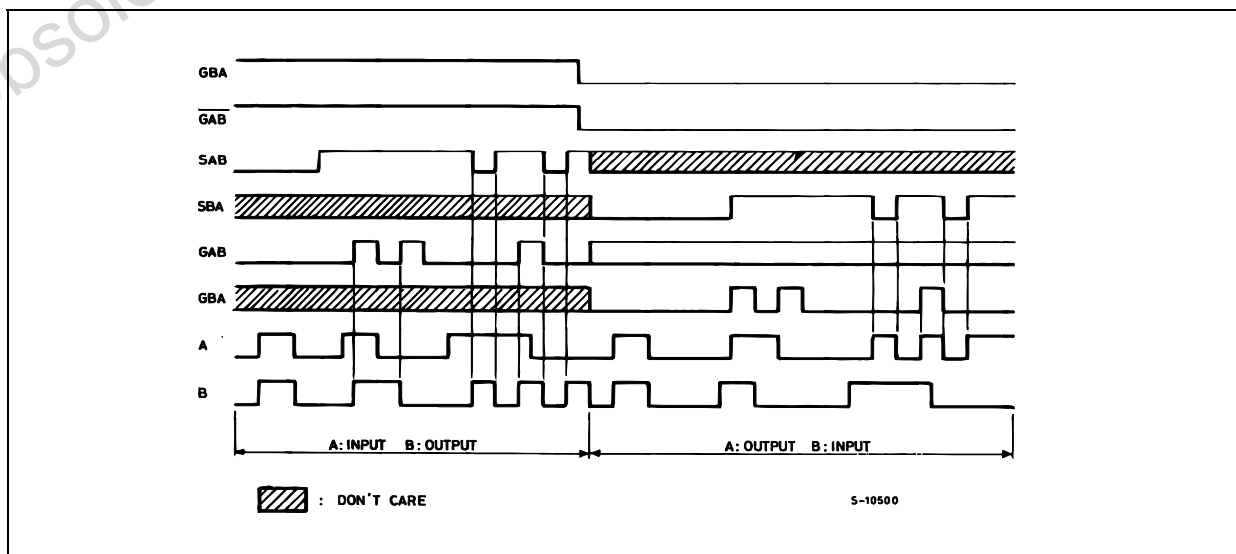 GBA
GAB
SAB
SBA
GAB
GBA
A
B
A: INPUT B: OUTPUT
A: OUTPUT B: INPUT
: DON'T CARE
S-10500